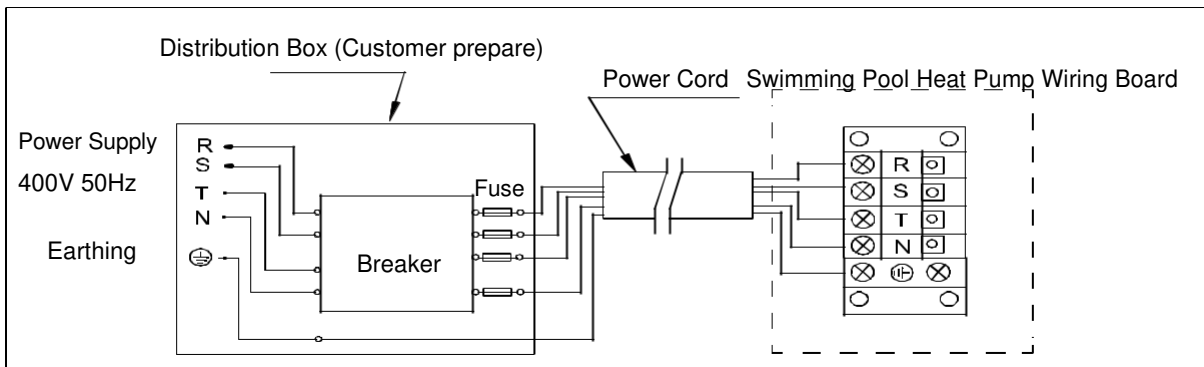 Distribution Box (Customer prepare)
Power Cord Swimming Pool Heat Pump Wiring Board
Power Supply
400V 50Hz
Earthing
R
S
T
N
Breaker
Fuse
R
S
T
N